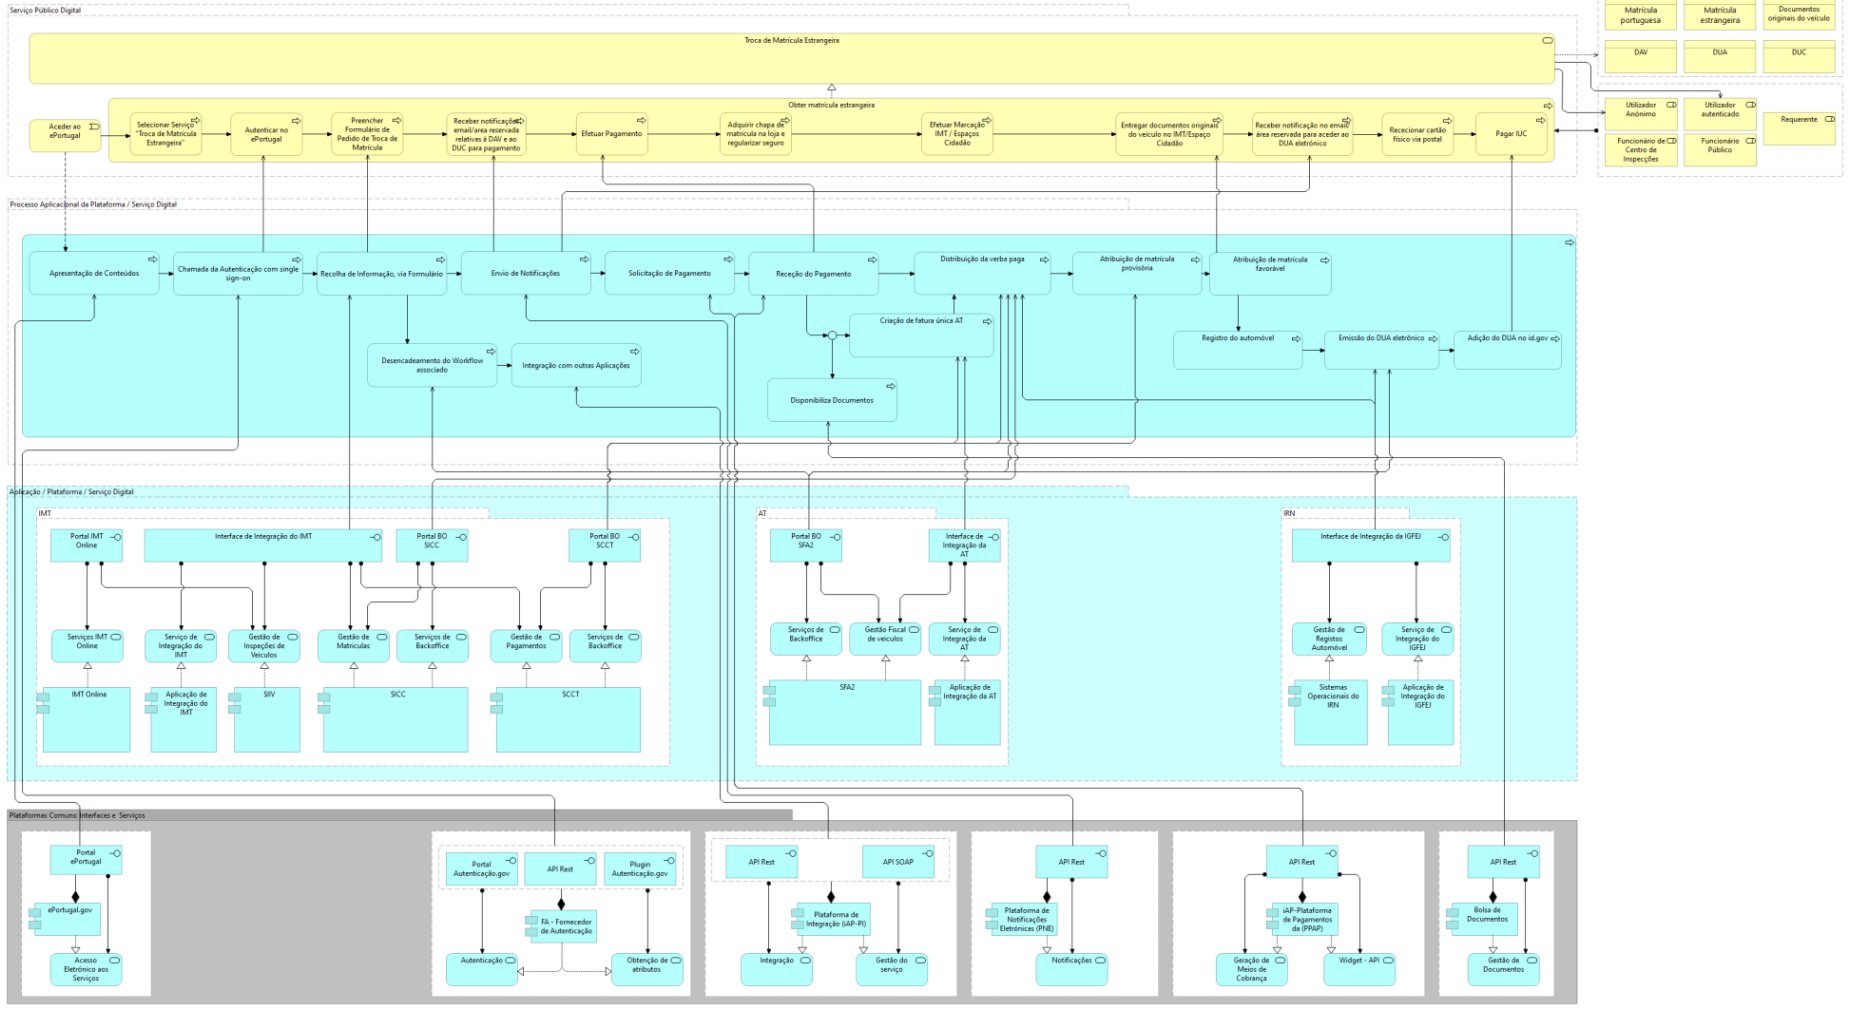 Serviço Público Digital
Troca de Matrícula Estrangeira
Obter matrícula estrangeira
Aceder ao
ePortugal
Selecionar Serviço
"Troca de Matrícula
Estrangeira"
Autenticar no
ePortugal
Preencher
Formulário de
Pedido de Troca de
Matrícula
Receber notificações
email/area reservada
relativas à DAV e ao
DUC para pagamento
Efetuar Pagamento
Adquirir chapa de
matrícula na loja e
regularizar seguro
Efetuar Marcação
IMT / Espaços
Cidadão
Entregar documentos originais
do veículo no IMT/Espaço
Cidadão
Receber notificação no email/
área reservada para aceder ao
DUA eletrónico
Rececionar cartão
físico via postal
Pagar IUC
Matrícula
portuguesa
Matrícula
estrangeira
Documentos
originais do veículo
DAV
DUA
DUC
Utilizador
Anónimo
Utilizador
autenticado
Requerente
Funcionário de
Centro de
Inspecções
Funcionário
Público
Processo Aplicacional da Plataforma / Serviço Digital
Apresentação de Conteúdos
Chamada da Autenticação com single
sign-on
Recolha de Informação, via Formulário
Envio de Notificações
Solicitação de Pagamento
Receção do Pagamento
Distribuição da verba paga
Atribuição de matrícula
provisória
Atribuição de matrícula
favorável
Criação de fatura única AT
Desencadeamento do Workflow
associado
Integração com outras Aplicações
Disponibiliza Documentos
Registro do automóvel
Emissão do DUA eletrónico
Adição do DUA no id.gov
Aplicação / Plataforma / Serviço Digital
IMT
Portal IMT
Online
Interface de Integração do IMT
Portal BO
SICC
Portal BO
SCCT
Serviços IMT
Online
Serviço de
Integração do
IMT
Gestão de
Inspeções de
Veiculos
Gestão de
Matriculas
Serviços de
Backoffice
Gestão de
Pagamentos
Serviços de
Backoffice
IMT Online
Aplicação de
Integração do
IMT
SIIV
SICC
SCCT
AT
Portal BO
SFA2
Interface de
Integração da
AT
Serviços de
Backoffice
Gestão Fiscal
de veiculos
Serviço de
Integração da
AT
SFA2
Aplicação de
Integração da AT
IRN
Interface de Integração da IGFEJ
Gestão de
Registos
Automóvel
Serviço de
Integração do
IGFEJ
Sistemas
Operacionais do
IRN
Aplicação de
Integração do
IGFEJ
Plataformas Comuns: Interfaces e Serviços
Portal
ePortugal
ePortugal.gov
Acesso
Eletrónico aos
Serviços
Portal
Autenticação.gov
API Rest
Plugin
Autenticação.gov
FA - Fornecedor
de Autenticação
Autenticação
Obtenção de
atributos
API Rest
API SOAP
Plataforma de
Integração (iAP-PI)
Integração
Gestão do
serviço
API Rest
Plataforma de
Notificações
Eletrónicas (PNE)
Notificações
API Rest
iAP-Plataforma
de Pagamentos
da (PPAP)
Geração de
Meios de
Cobrança
Widget - API
API Rest
Bolsa de
Documentos
Gestão de
Documentos